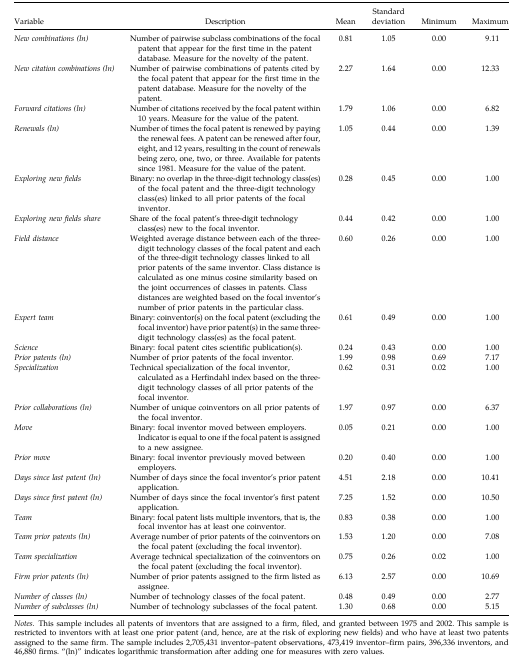 Variable Description Mean Standard deviation Minimum Maximum
New combinations (ln) Number of pairwise subclass combinations of the focal 0.81 1.05 0.00 9.11
patent that appear for the first time in the patent
database. Measure for the novelty of the patent.
New citation combinations (ln) Number of pairwise combinations of patents cited by 2.27 1.64 0.00 12.33
the focal patent that appear for the first time in the
patent database. Measure for the novelty of the
patent.
Forward citations (ln) Number of citations received by the focal patent within 1.79 1.06 0.00 6.82
10 years. Measure for the value of the patent.
Renewals (ln) Number of times the focal patent is renewed by paying 1.05 0.44 0.00 1.39
the renewal fees. A patent can be renewed after four,
eight, and 12 years, resulting in the count of renewals
being zero, one, two, or three. Available for patents
since 1981. Measure for the value of the patent.
Exploring new fields Binary: no overlap in the three-digit technology class(es) 0.28 0.45 0.00 1.00
of the focal patent and the three-digit technology
class(es) linked to all prior patents of the focal
inventor.
Exploring new fields share Share of the focal patent's three-digit technology 0.44 0.42 0.00 1.00
class(es) new to the focal inventor.
Field distance Weighted average distance between each of the three- 0.60 0.26 0.00 1.00
digit technology classes of the focal patent and each
of the three-digit technology classes linked to all
prior patents of the same inventor. Class distance is
calculated as one minus cosine similarity based on
the joint occurrences of classes in patents. Class
distances are weighted based on the focal inventor's
number of prior patents in the particular class.
Expert team Binary: coinventor(s) on the focal patent (excluding the 0.61 0.49 0.00 1.00
focal inventor) have prior patent(s) in the same three-
digit technology class(es) as the focal patent.
Science Binary: focal patent cites scientific publication(s). 0.24 0.43 0.00 1.00
Prior patents (ln) Number of prior patents of the focal inventor. 1.99 0.98 0.69 7.17
Specialization Technical specialization of the focal inventor, 0.62 0.31 0.02 1.00
calculated as a Herfindahl index based on the three-
digit technology classes of all prior patents of the
focal inventor.
Prior collaborations (ln) Number of unique coinventors on all prior patents of 1.97 0.97 0.00 6.37
the focal inventor.
Move Binary: focal inventor moved between employers. 0.05 0.21 0.00 1.00
Indicator is equal to one if the focal patent is assigned
to a new assignee.
Prior move Binary: focal inventor previously moved between 0.20 0.40 0.00 1.00
employers.
Days since last patent (ln) Number of days since the focal inventor's prior patent 4.51 2.18 0.00 10.41
application.
Days since first patent (ln) Number of days since the focal inventor's first patent 7.25 1.52 0.00 10.50
application.
Team Binary: focal patent lists multiple inventors, that is, the 0.83 0.38 0.00 1.00
focal inventor has at least one coinventor.
Team prior patents (ln) Average number of prior patents of the coinventors on 1.53 1.20 0.00 7.08
the focal patent (excluding the focal inventor).
Team specialization Average technical specialization of the coinventors on 0.75 0.26 0.02 1.00
the focal patent (excluding the focal inventor).
Firm prior patents (ln) Number of prior patents assigned to the firm listed as 6.13 2.57 0.00 10.69
assignee.
Number of classes (ln) Number of technology classes of the focal patent. 0.48 0.49 0.00 2.77
Number of subclasses (ln) Number of technology subclasses of the focal patent. 1.30 0.68 0.00 5.15
Notes. This sample includes all patents of inventors that are assigned to a firm, filed, and granted between 1975 and 2002. This sample is
restricted to inventors with at least one prior patent (and, hence, are at the risk of exploring new fields) and who have at least two patents
assigned to the same firm. The sample includes 2,705,431 inventor–patent observations, 473,419 inventor–firm pairs, 396,336 inventors, and
46,880 firms. "(ln)" indicates logarithmic transformation after adding one for measures with zero values.